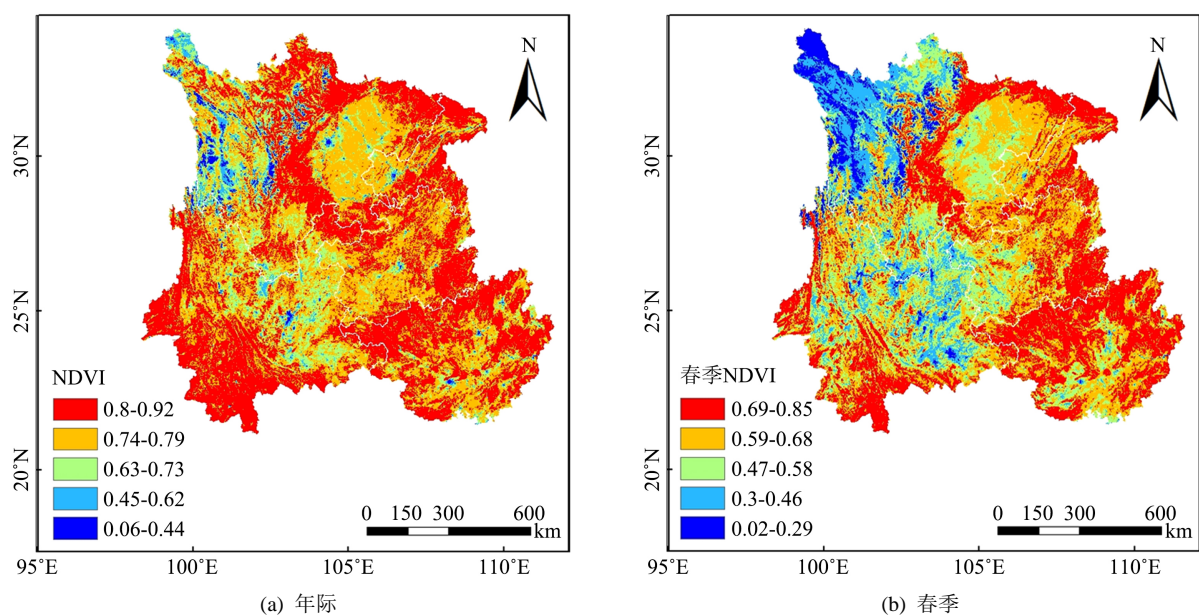 N
30°N
25°N
20°N
NDVI
0.8-0.92
0.74-0.79
0.63-0.73
0.45-0.62
0.06-0.44
0 150 300 600
km
95°E 100°E 105°E 110°E
(a) 年际
N
30°N
25°N
20°N
春季NDVI
0.69-0.85
0.59-0.68
0.47-0.58
0.3-0.46
0.02-0.29
0 150 300 600
km
95°E 100°E 105°E 110°E
(b) 春季